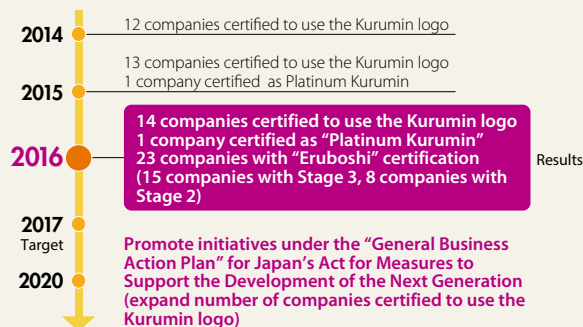 2014
12 companies certified to use the Kurumin logo
2015
13 companies certified to use the Kurumin logo
1 company certified as Platinum Kurumin
2016
14 companies certified to use the Kurumin logo
1 company certified as “Platinum Kurumin”
23 companies with “Eruboshi” certification
(15 companies with Stage 3, 8 companies with
Stage 2)
Results
2017
Target
2020
Promote initiatives under the “General Business
Action Plan” for Japan’s Act for Measures to
Support the Development of the Next Generation
(expand number of companies certified to use the
Kurumin logo)